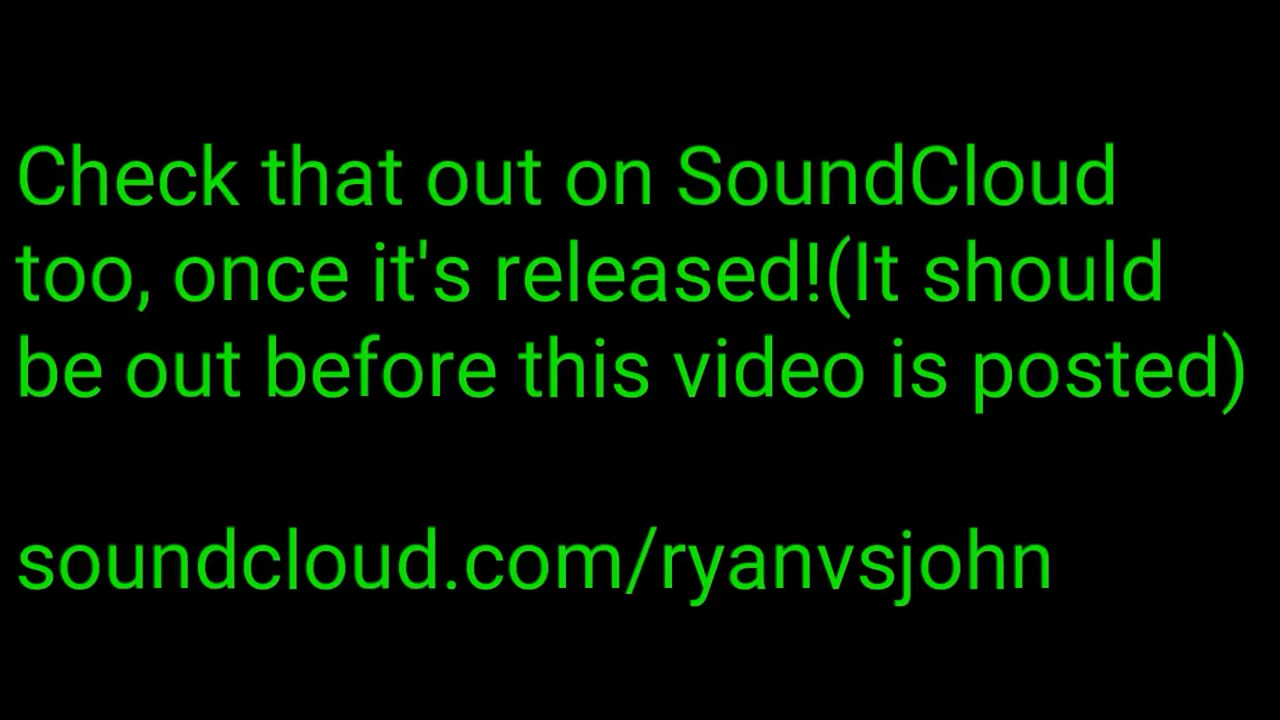 Check that out on SoundCloud
too, once it's released!(It should
be out before this video is posted)
soundcloud.com/ryanvsjohn